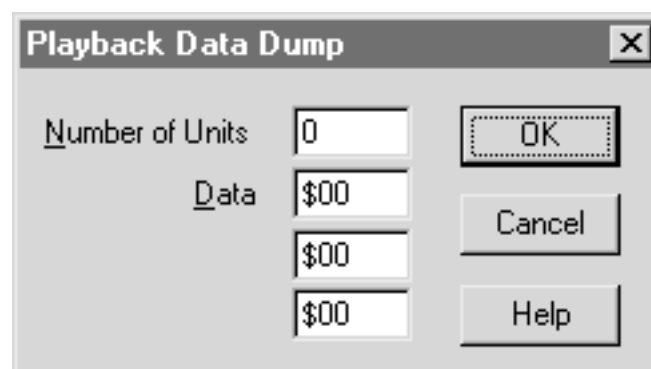 Playback Data Dump
Number of Units 0 OK
Data $00
Cancel
$00
$00 Help